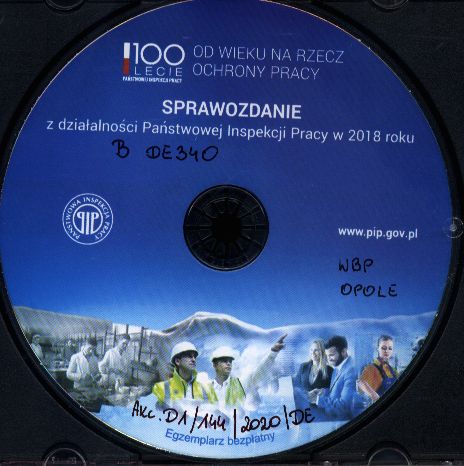 100
LECIE
PAŃSTWOWEJ INSPEKCJI PRACY
OD WIEKU NA RZECZ
OCHRONY PRACY
SPRAWOZDANIE
z działalności Państwowej Inspekcji Pracy w 2018 roku
B DE340
PAŃSTWOWA INSPEKCJA PRACY
PIP
www.pip.gov.pl
WBP
OPOLE
Akc. D1/144/2020/DE
Egzemplarz bezpłatny